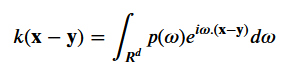 k(x − y) = ∫_{R^d} p(ω)e^{iω.(x−y)} dω